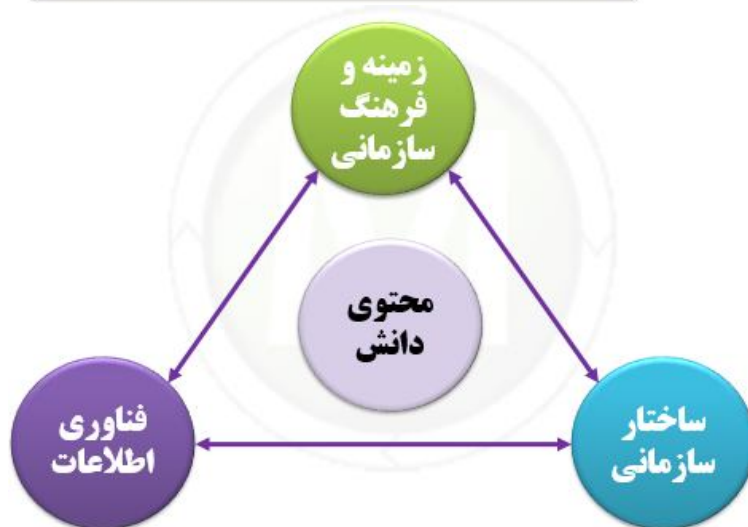 زمینه و
فرهنگ
سازمانی
محتوی
دانش
فناوری
اطلاعات
ساختار
سازمانی